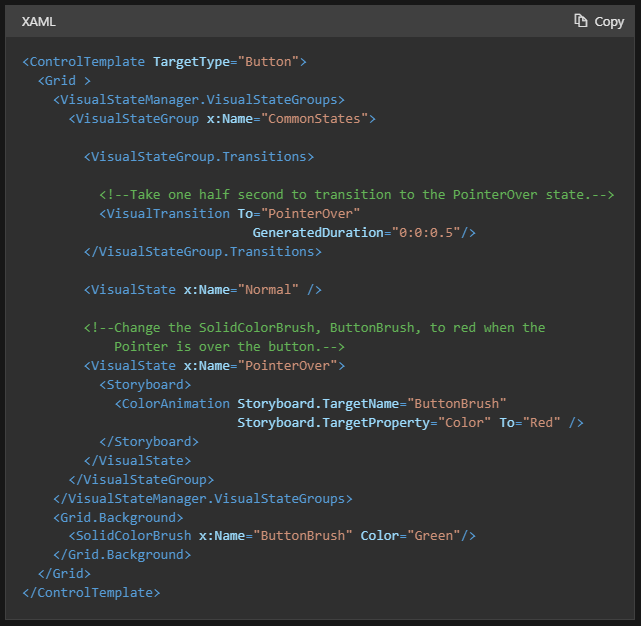 XAML
Copy
<ControlTemplate TargetType="Button">
  <Grid >
    <VisualStateManager.VisualStateGroups>
      <VisualStateGroup x:Name="CommonStates">

        <VisualStateGroup.Transitions>

          <!--Take one half second to transition to the PointerOver state.-->
          <VisualTransition To="PointerOver"
                              GeneratedDuration="0:0:0.5"/>
        </VisualStateGroup.Transitions>

        <VisualState x:Name="Normal" />

        <!--Change the SolidColorBrush, ButtonBrush, to red when the
            Pointer is over the button.-->
        <VisualState x:Name="PointerOver">
          <Storyboard>
            <ColorAnimation Storyboard.TargetName="ButtonBrush"
                            Storyboard.TargetProperty="Color" To="Red" />
          </Storyboard>
        </VisualState>
      </VisualStateGroup>
    </VisualStateManager.VisualStateGroups>
    <Grid.Background>
      <SolidColorBrush x:Name="ButtonBrush" Color="Green"/>
    </Grid.Background>
  </Grid>
</ControlTemplate>